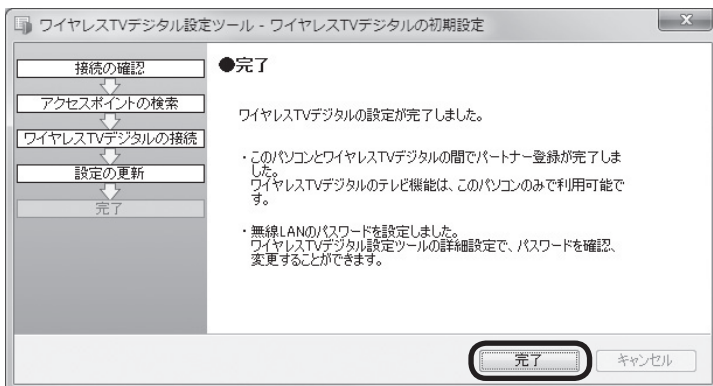 ワイヤレスTVデジタル設定ツール - ワイヤレスTVデジタルの初期設定
接続の確認
アクセスポイントの検索
ワイヤレスTVデジタルの接続
設定の更新
完了
●完了
ワイヤレスTVデジタルの設定が完了しました。
・このパソコンとワイヤレスTVデジタルの間でパートナー登録が完了しま
した。
ワイヤレスTVデジタルのテレビ機能は、このパソコンのみで利用可能で
す。
・無線LANのパスワードを設定しました。
ワイヤレスTVデジタル設定ツールの詳細設定で、パスワードを確認、
変更することができます。
完了
キャンセル